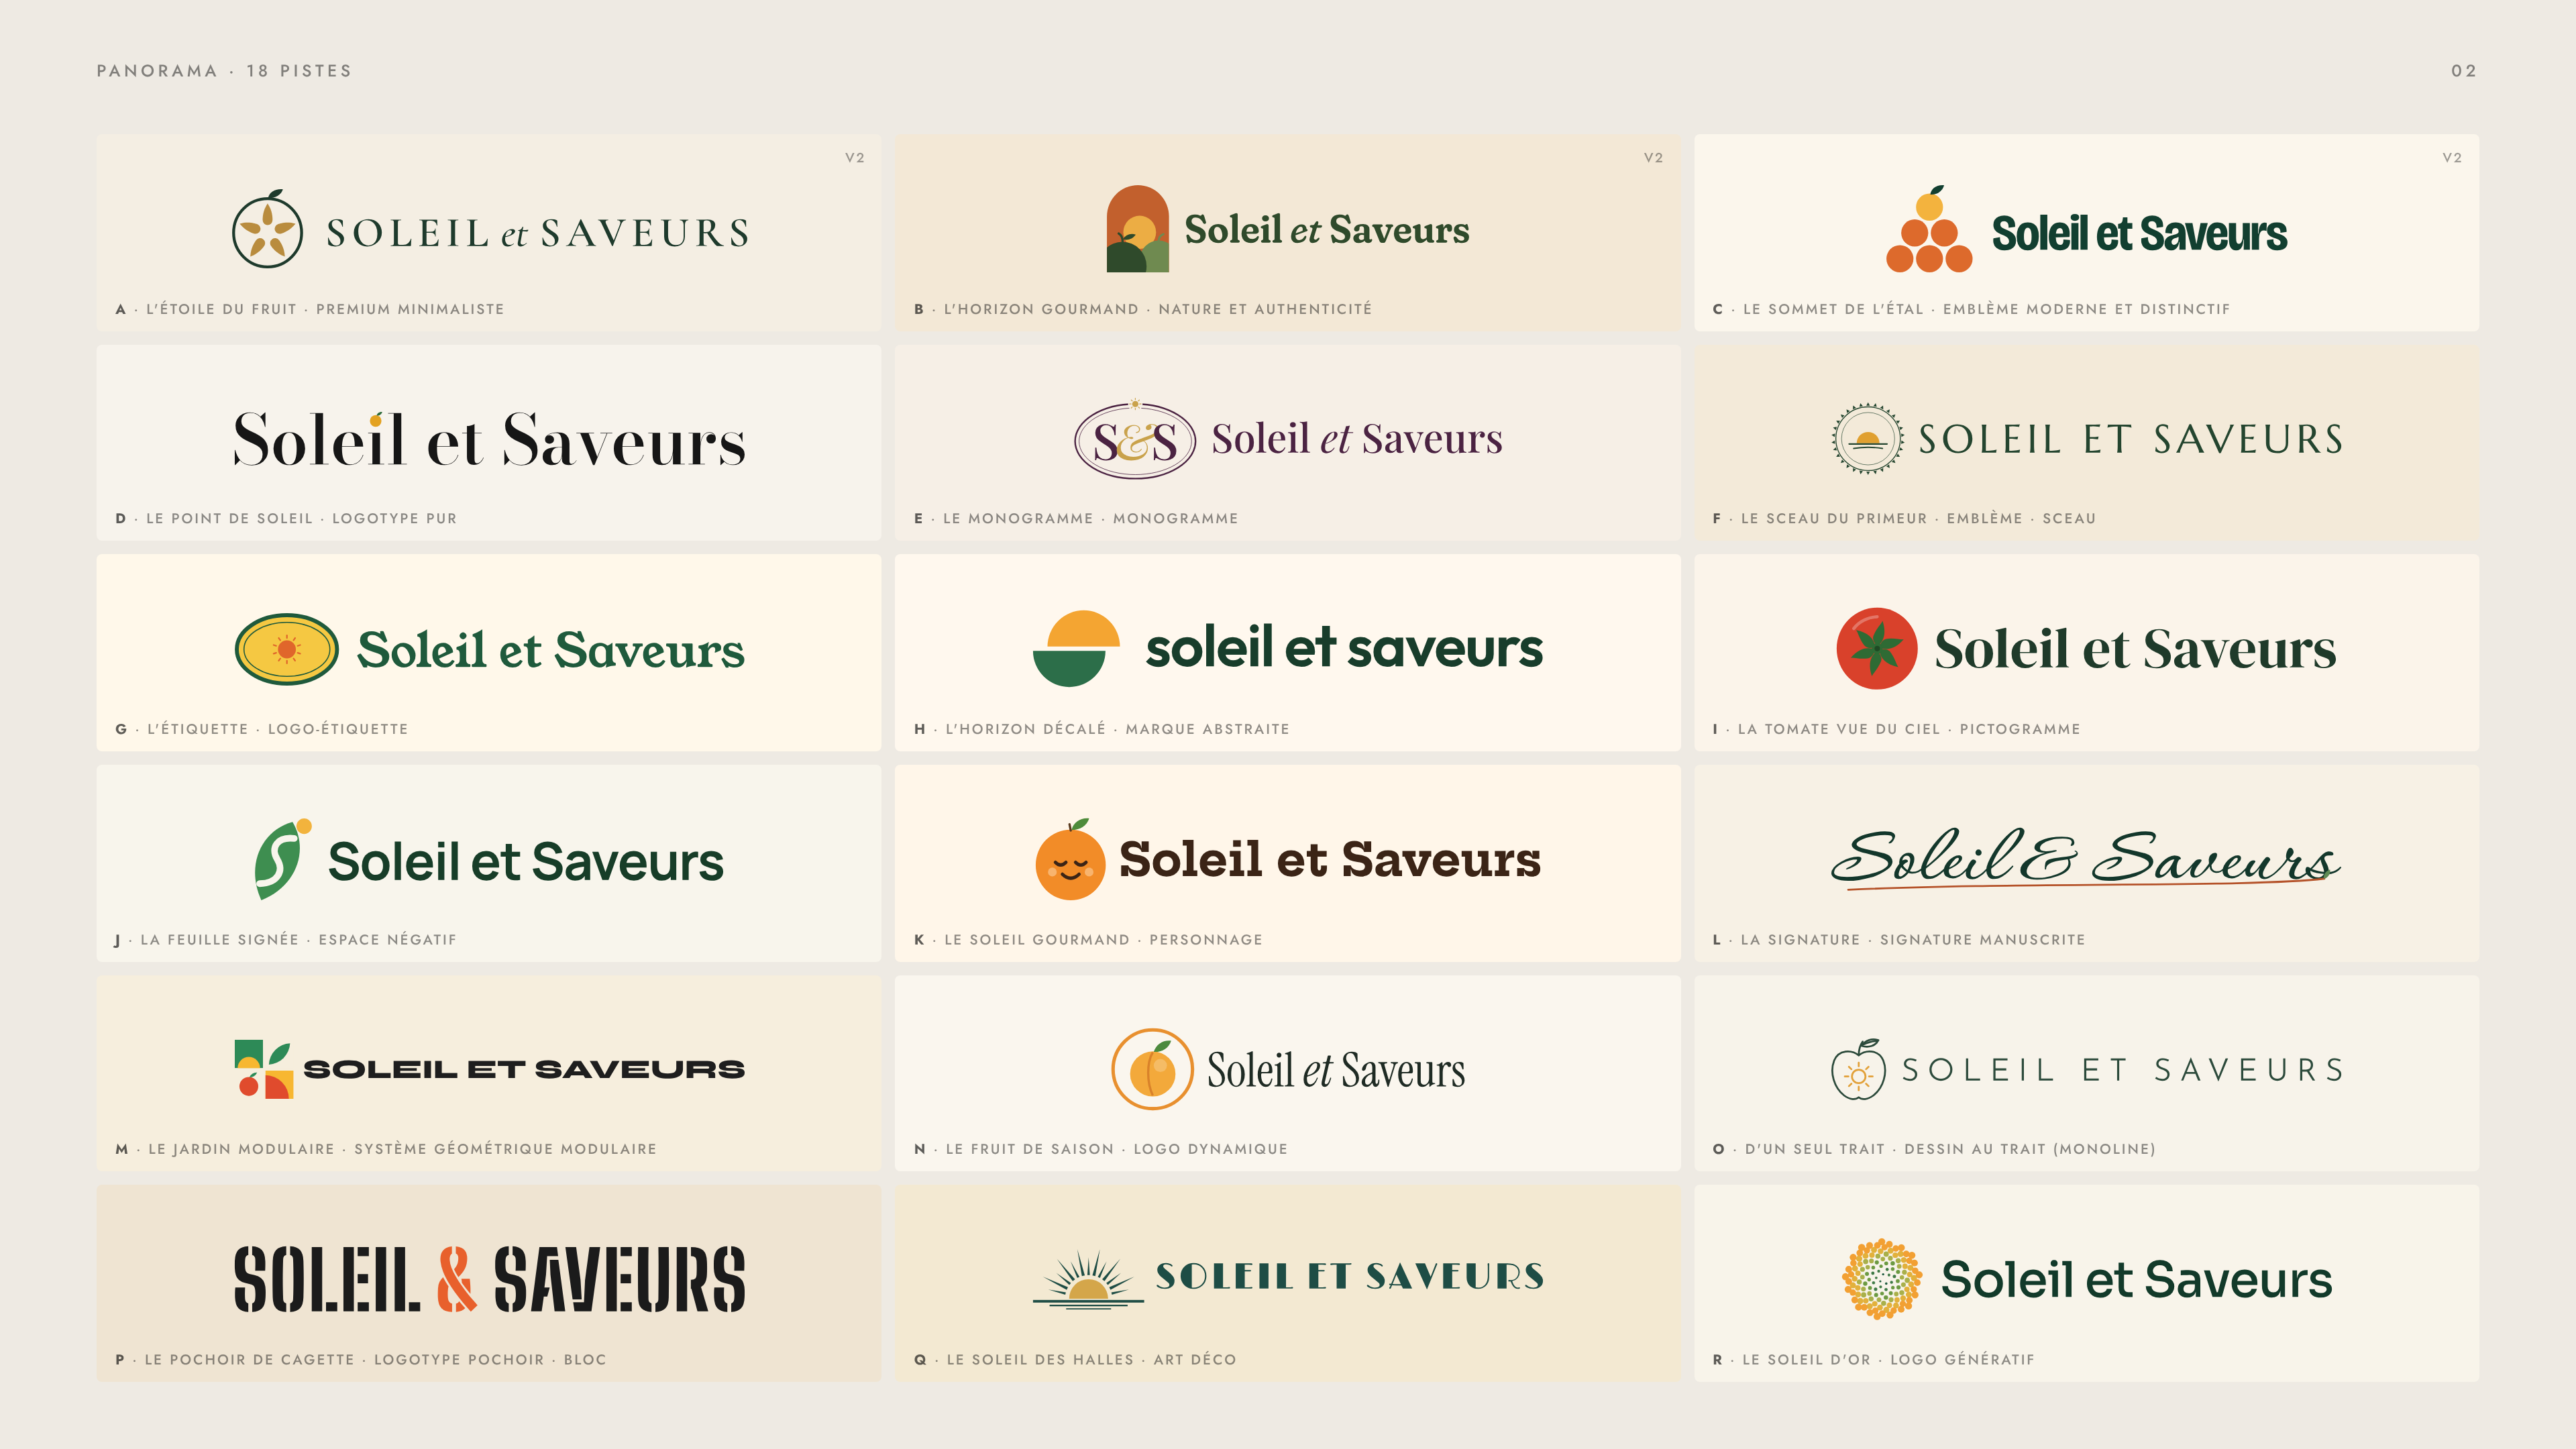 PANORAMA · 18 PISTES
02
V2
SOLEIL et SAVEURS
A · L'ÉTOILE DU FRUIT · PREMIUM MINIMALISTE
V2
Soleil et Saveurs
B · L'HORIZON GOURMAND · NATURE ET AUTHENTICITÉ
V2
Soleil et Saveurs
C · LE SOMMET DE L'ÉTAL · EMBLÈME MODERNE ET DISTINCTIF
Soleil et Saveurs
D · LE POINT DE SOLEIL · LOGOTYPE PUR
S&S
Soleil et Saveurs
E · LE MONOGRAMME · MONOGRAMME
SOLEIL ET SAVEURS
F · LE SCEAU DU PRIMEUR · EMBLÈME · SCEAU
Soleil et Saveurs
G · L'ÉTIQUETTE · LOGO-ÉTIQUETTE
soleil et saveurs
H · L'HORIZON DÉCALÉ · MARQUE ABSTRAITE
Soleil et Saveurs
I · LA TOMATE VUE DU CIEL · PICTOGRAMME
Soleil et Saveurs
J · LA FEUILLE SIGNÉE · ESPACE NÉGATIF
Soleil et Saveurs
K · LE SOLEIL GOURMAND · PERSONNAGE
Soleil & Saveurs
L · LA SIGNATURE · SIGNATURE MANUSCRITE
SOLEIL ET SAVEURS
M · LE JARDIN MODULAIRE · SYSTÈME GÉOMÉTRIQUE MODULAIRE
Soleil et Saveurs
N · LE FRUIT DE SAISON · LOGO DYNAMIQUE
SOLEIL ET SAVEURS
O · D'UN SEUL TRAIT · DESSIN AU TRAIT (MONOLINE)
SOLEIL & SAVEURS
P · LE POCHOIR DE CAGETTE · LOGOTYPE POCHOIR · BLOC
SOLEIL ET SAVEURS
Q · LE SOLEIL DES HALLES · ART DÉCO
Soleil et Saveurs
R · LE SOLEIL D'OR · LOGO GÉNÉRATIF